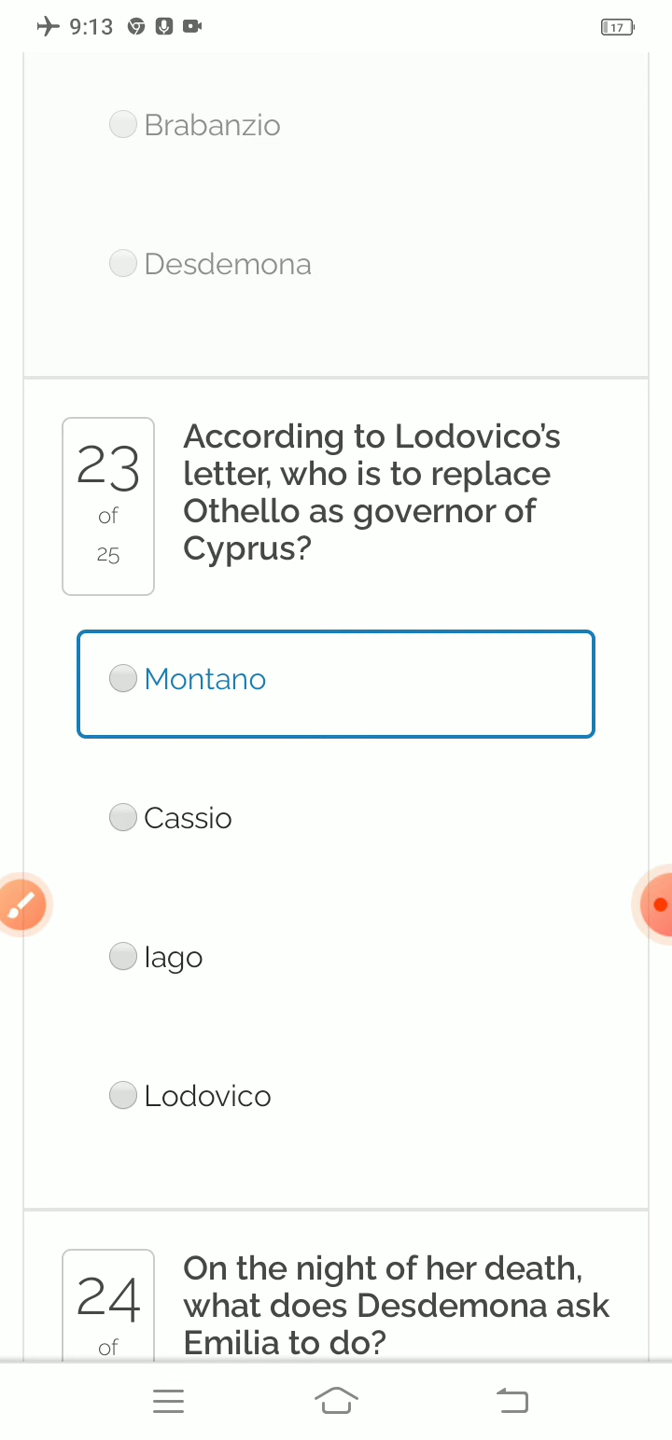 9:13
17
Brabanzio
Desdemona
23
of
25
According to Lodovico's
letter, who is to replace
Othello as governor of
Cyprus?
Montano
Cassio
Iago
Lodovico
24
of
On the night of her death,
what does Desdemona ask
Emilia to do?